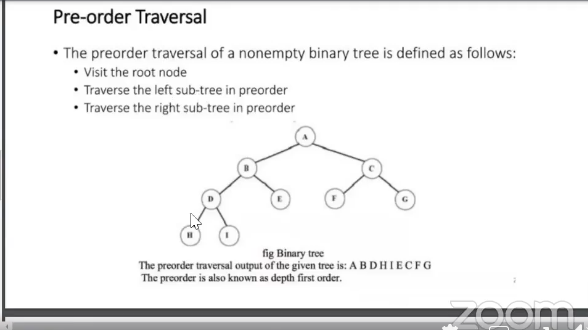 Pre-order Traversal
• The preorder traversal of a nonempty binary tree is defined as follows:
• Visit the root node
• Traverse the left sub-tree in preorder
• Traverse the right sub-tree in preorder
A
B C
D E F G
H I
fig Binary tree
The preorder traversal output of the given tree is: A B D H I E C F G
The preorder is also known as depth first order.
zoom